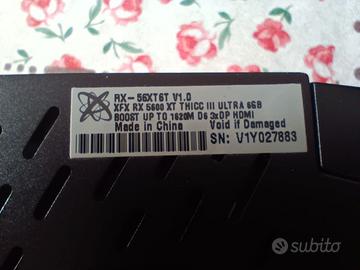 RX-56XT6T V1.0
XFX RX 5600 XT THICC III ULTRA 6GB
BOOST UP TO 1620M D6 3xDP HDMI
Made in China Void if Damaged
SN: V1Y027883
subito